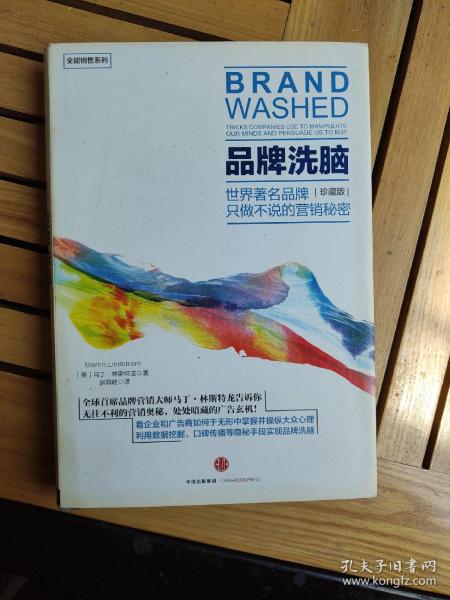 全能销售系列
BRAND
WASHED
TRICKS COMPANIES USE TO MANIPULATE
OUR MINDS AND PERSUADE US TO BUY
品牌洗脑
世界著名品牌 | 珍藏版 |
只做不说的营销秘密
Martin Lindstrom
[美] 马丁·林斯特龙 著
赵萌萌 译
全球首席品牌营销大师马丁·林斯特龙告诉你
无往不利的营销奥秘，处处暗藏的广告玄机！
看企业和广告商如何于无形中掌握并操纵大众心理
利用数据挖掘、口碑传播等隐秘手段实现品牌洗脑
中信出版集团·CHINACITICPRESS
孔夫子旧书网
www.kongfz.com